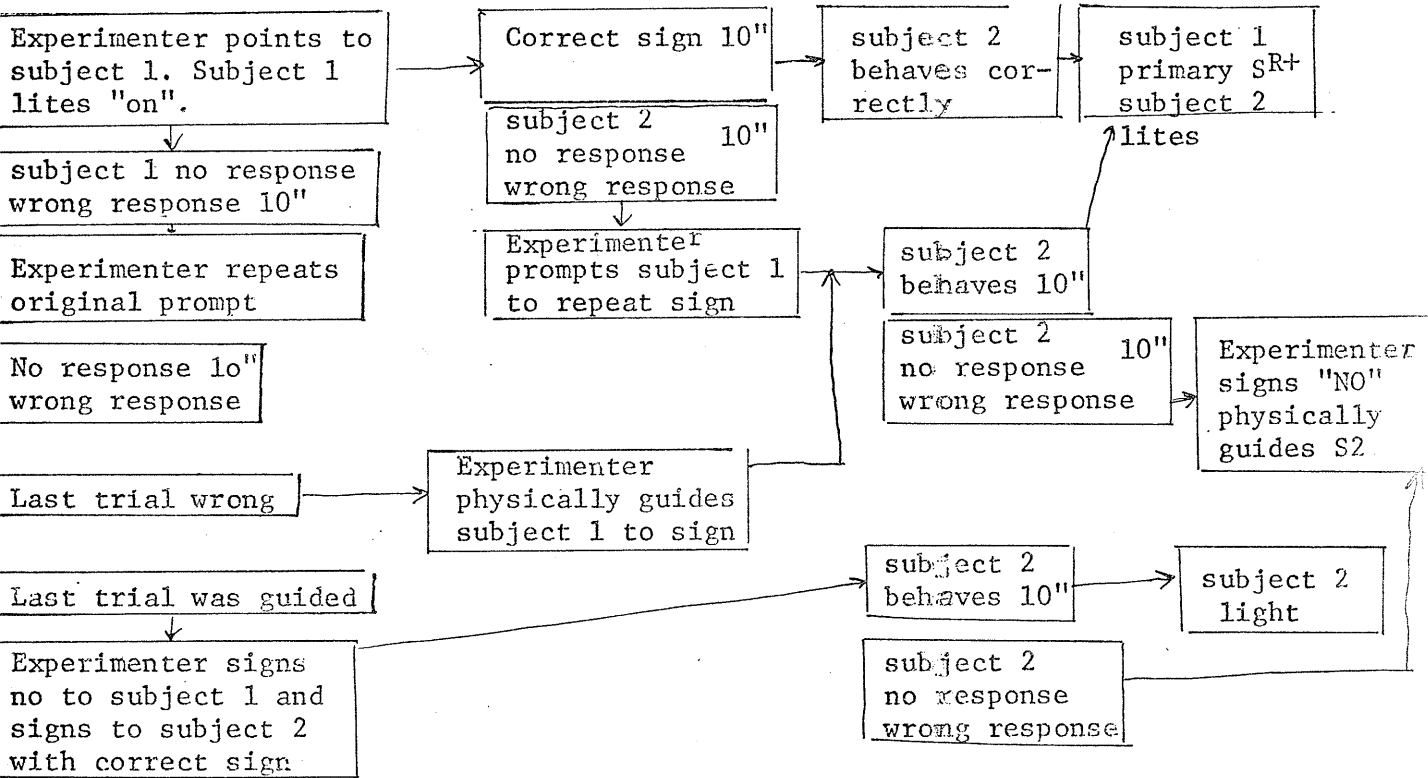 Experimenter points to
subject 1. Subject 1
lites "on".
subject 1 no response
wrong response 10"
Experimenter repeats
original prompt
No response 1o"
wrong response
Last trial wrong
Last trial was guided
Experimenter signs
no to subject 1 and
signs to subject 2
with correct sign
Correct sign 10"
subject 2 10"
no response
wrong response
Experimenter
prompts subject 1
to repeat sign
Experimenter
physically guides
subject 1 to sign
subject 2
behaves cor-
rectly
subject 1
primary SR+
subject 2
lites
subject 2
behaves 10"
subject 2 10"
no response
wrong response
Experimenter
signs "NO"
physically
guides S2
subject 2
behaves 10"
subject 2
light
subject 2
no response
wrong response